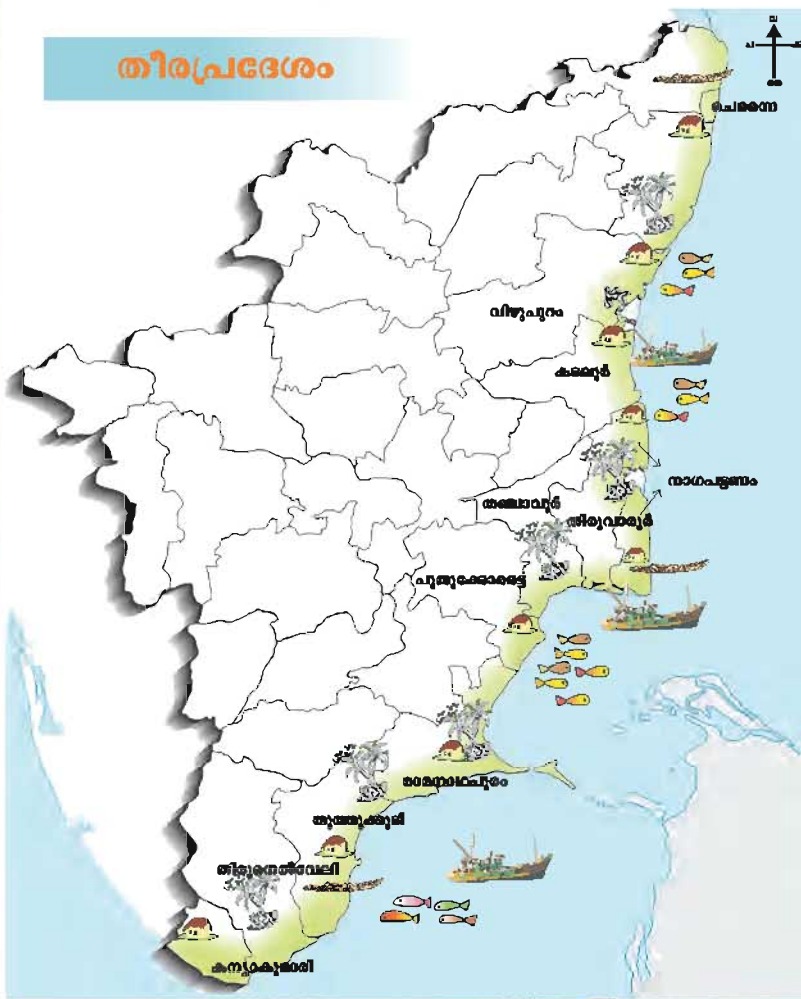 തീരപ്രദേശം
ചെന്നൈ
വിഴുപുറം
കടലൂർ
നാഗപട്ടണം
തഞ്ചാവൂർ
തിരുവാരൂർ
പുതുക്കോട്ടൈ
രാമനാഥപുരം
തിരുനെൽവേലി
കന്യാകുമാരി